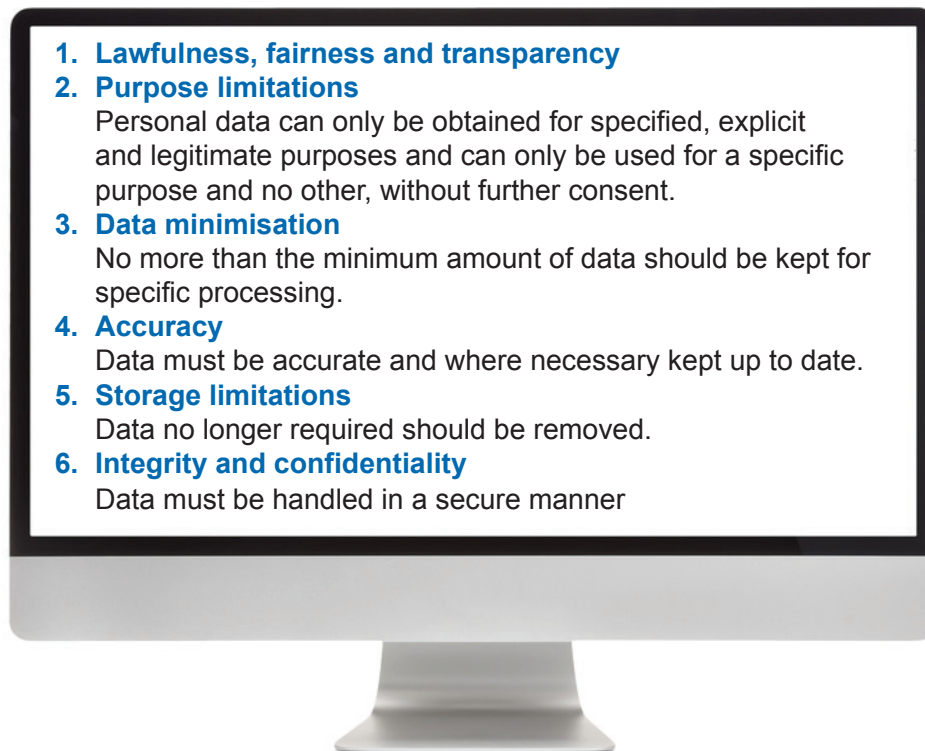 1. Lawfulness, fairness and transparency
2. Purpose limitations
Personal data can only be obtained for specified, explicit
and legitimate purposes and can only be used for a specific
purpose and no other, without further consent.
3. Data minimisation
No more than the minimum amount of data should be kept for
specific processing.
4. Accuracy
Data must be accurate and where necessary kept up to date.
5. Storage limitations
Data no longer required should be removed.
6. Integrity and confidentiality
Data must be handled in a secure manner